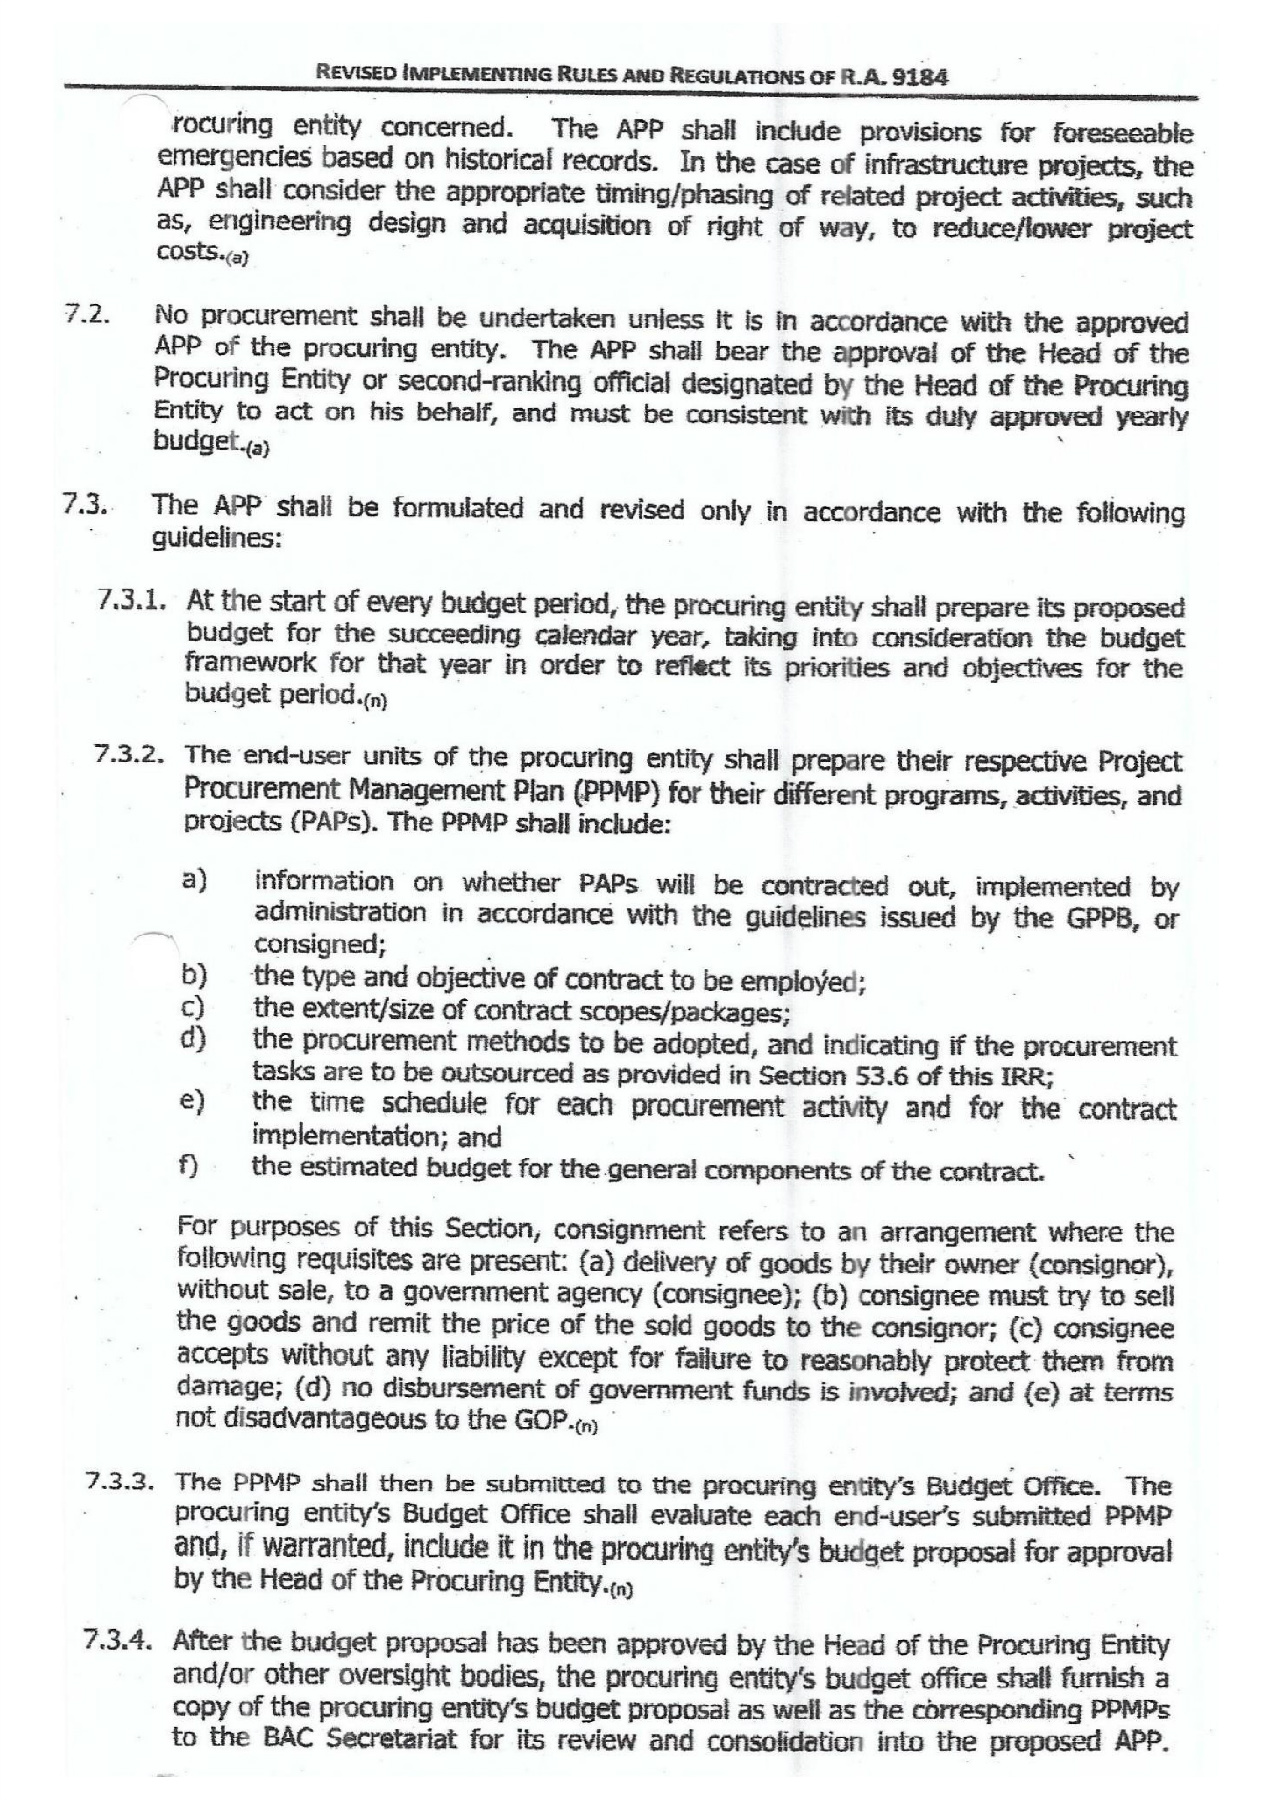 REVISED IMPLEMENTING RULES AND REGULATIONS OF R.A. 9184
rocuring entity concerned. The APP shall include provisions for foreseeable
emergencies based on historical records. In the case of infrastructure projects, the
APP shall consider the appropriate timing/phasing of related project activities, such
as, engineering design and acquisition of right of way, to reduce/lower project
costs.(a)
7.2. No procurement shall be undertaken unless it is in accordance with the approved
APP of the procuring entity. The APP shall bear the approval of the Head of the
Procuring Entity or second-ranking official designated by the Head of the Procuring
Entity to act on his behalf, and must be consistent with its duly approved yearly
budget.(a)
7.3. The APP shall be formulated and revised only in accordance with the following
guidelines:
7.3.1. At the start of every budget period, the procuring entity shall prepare its proposed
budget for the succeeding calendar year, taking into consideration the budget
framework for that year in order to reflect its priorities and objectives for the
budget period.(n)
7.3.2. The end-user units of the procuring entity shall prepare their respective Project
Procurement Management Plan (PPMP) for their different programs, activities, and
projects (PAPs). The PPMP shall include:
a) information on whether PAPs will be contracted out, implemented by
administration in accordance with the guidelines issued by the GPPB, or
consigned;
b) the type and objective of contract to be employed;
c) the extent/size of contract scopes/packages;
d) the procurement methods to be adopted, and indicating if the procurement
tasks are to be outsourced as provided in Section 53.6 of this IRR;
e) the time schedule for each procurement activity and for the contract
implementation; and
f) the estimated budget for the general components of the contract.
For purposes of this Section, consignment refers to an arrangement where the
following requisites are present: (a) delivery of goods by their owner (consignor),
without sale, to a government agency (consignee); (b) consignee must try to sell
the goods and remit the price of the sold goods to the consignor; (c) consignee
accepts without any liability except for failure to reasonably protect them from
damage; (d) no disbursement of government funds is involved; and (e) at terms
not disadvantageous to the GOP.(n)
7.3.3. The PPMP shall then be submitted to the procuring entity's Budget Office. The
procuring entity's Budget Office shall evaluate each end-user's submitted PPMP
and, if warranted, include it in the procuring entity's budget proposal for approval
by the Head of the Procuring Entity.(n)
7.3.4. After the budget proposal has been approved by the Head of the Procuring Entity
and/or other oversight bodies, the procuring entity's budget office shall furnish a
copy of the procuring entity's budget proposal as well as the corresponding PPMPs
to the BAC Secretariat for its review and consolidation into the proposed APP.